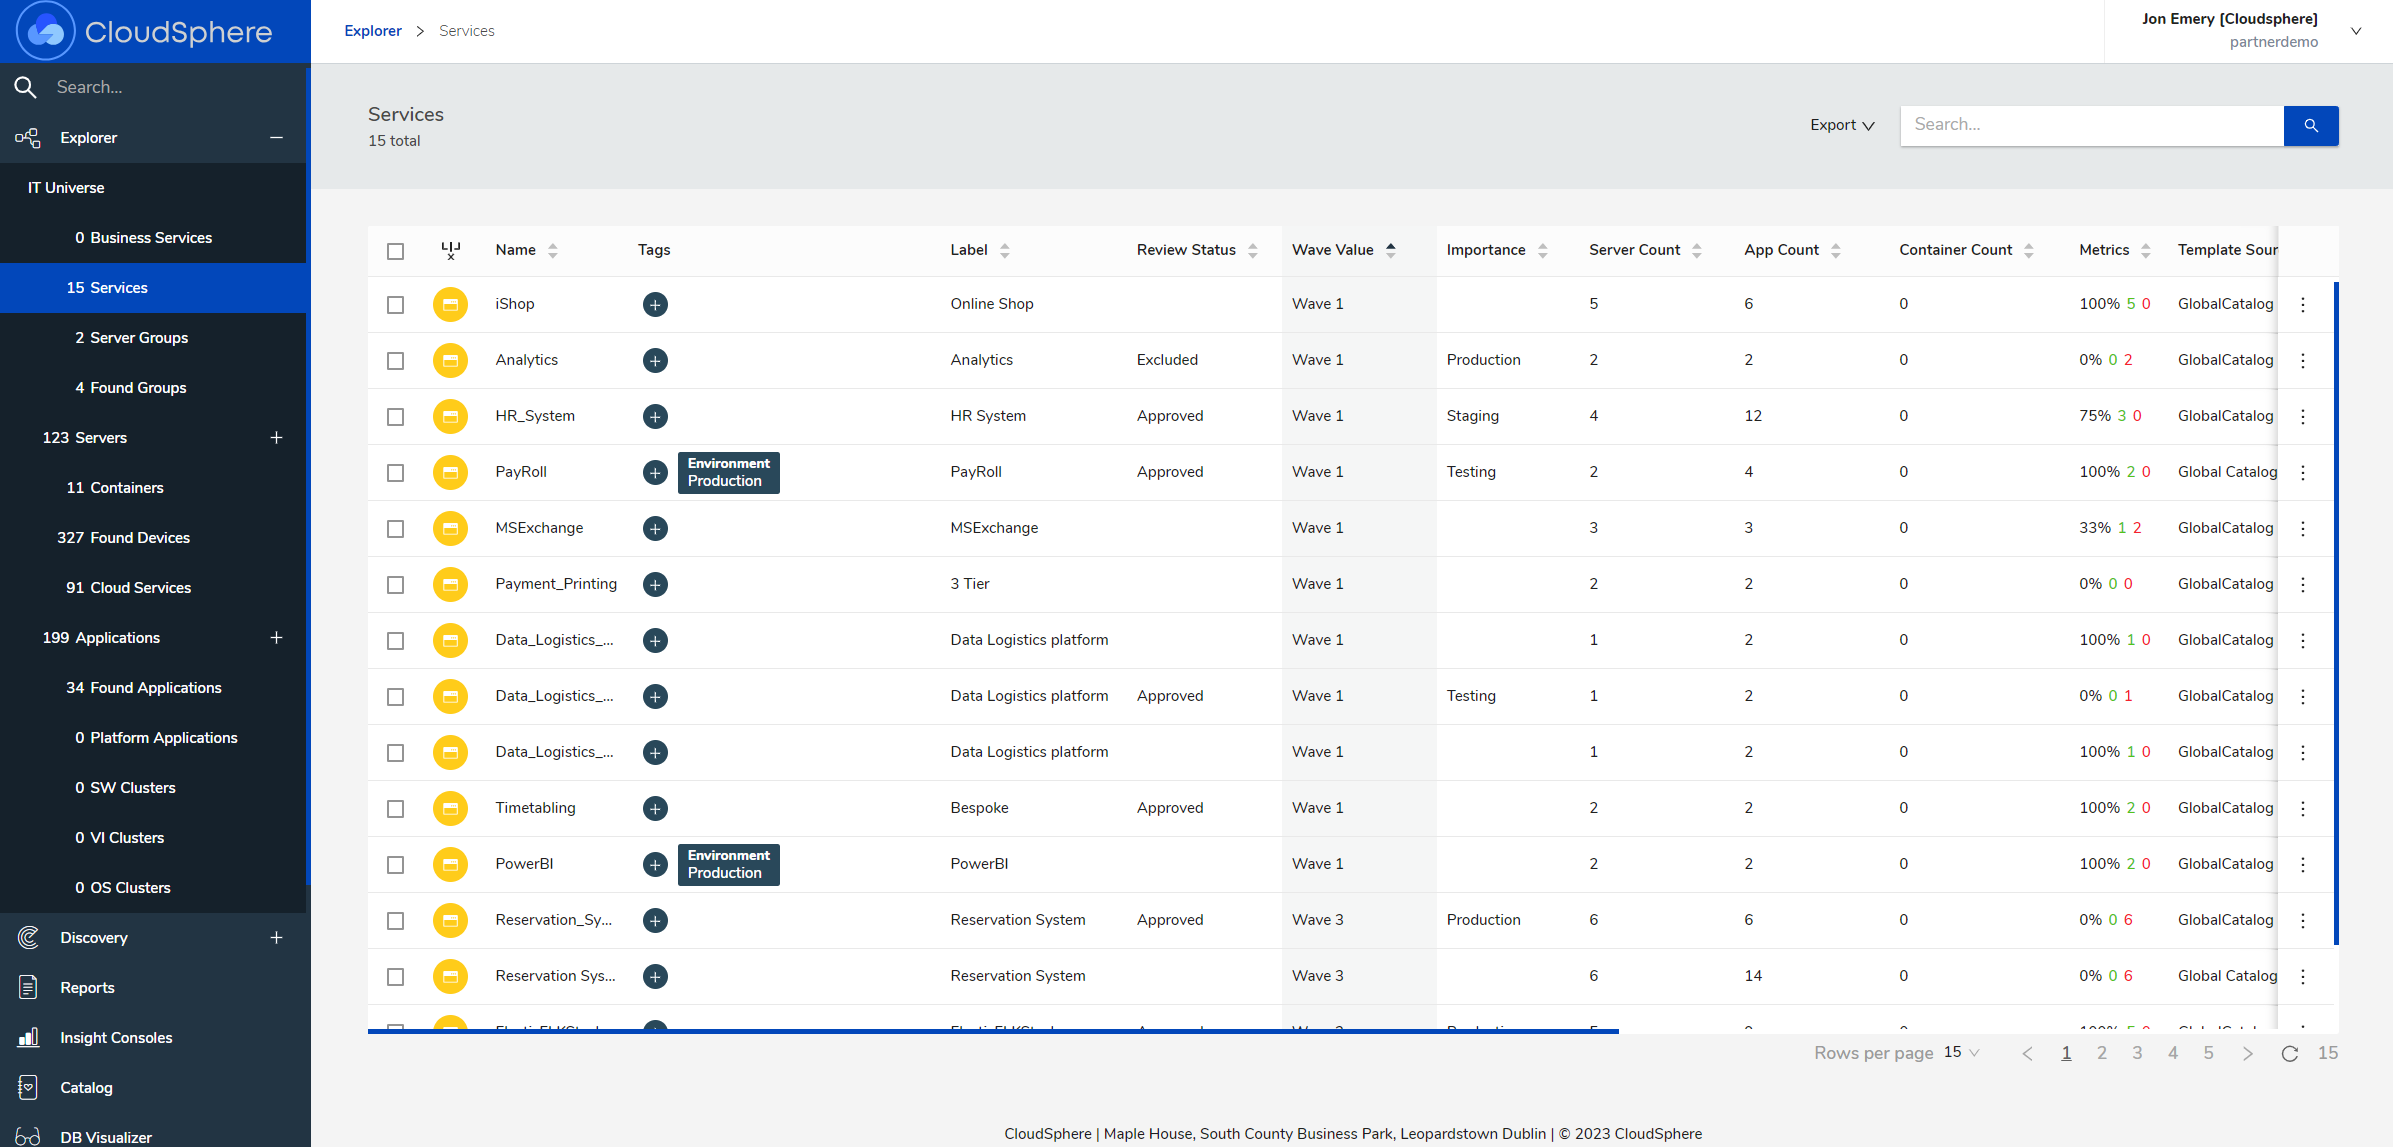 CloudSphere
Explorer > Services
Jon Emery [Cloudsphere]
partnerdemo
Search...
Explorer
IT Universe
0 Business Services
15 Services
2 Server Groups
4 Found Groups
123 Servers
11 Containers
327 Found Devices
91 Cloud Services
199 Applications
34 Found Applications
0 Platform Applications
0 SW Clusters
0 VI Clusters
0 OS Clusters
Discovery
Reports
Insight Consoles
Catalog
DB Visualizer
Services
15 total
Export
Search...
Name Tags Label Review Status Wave Value Importance Server Count App Count Container Count Metrics Template Sour
iShop Online Shop Wave 1 5 6 0 100% 5 0 GlobalCatalog
Analytics Analytics Excluded Wave 1 Production 2 2 0 0% 0 2 GlobalCatalog
HR_System HR System Approved Wave 1 Staging 4 12 0 75% 3 0 GlobalCatalog
PayRoll Environment Production PayRoll Approved Wave 1 Testing 2 4 0 100% 2 0 Global Catalog
MSExchange MSExchange Wave 1 3 3 0 33% 1 2 GlobalCatalog
Payment_Printing 3 Tier Wave 1 2 2 0 0% 0 0 GlobalCatalog
Data_Logistics_... Data Logistics platform Wave 1 1 2 0 100% 1 0 GlobalCatalog
Data_Logistics_... Data Logistics platform Approved Wave 1 Testing 1 2 0 0% 0 1 GlobalCatalog
Data_Logistics_... Data Logistics platform Wave 1 1 2 0 100% 1 0 GlobalCatalog
Timetabling Bespoke Approved Wave 1 2 2 0 100% 2 0 GlobalCatalog
PowerBI Environment Production PowerBI Wave 1 2 2 0 100% 2 0 GlobalCatalog
Reservation_Sy... Reservation System Approved Wave 3 Production 6 6 0 0% 0 6 GlobalCatalog
Reservation Sys... Reservation System Wave 3 6 14 0 0% 0 6 Global Catalog
Rows per page 15 < 1 2 3 4 5 > 15
CloudSphere | Maple House, South County Business Park, Leopardstown Dublin | © 2023 CloudSphere